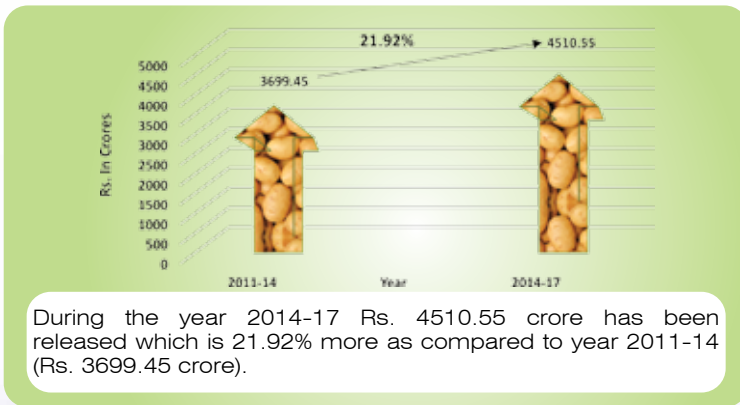 21.92%
4510.55
3699.45
5000
4500
4000
3500
3000
2500
2000
1500
1000
500
0
Rs. In Crores
2011-14 Year 2014-17
During the year 2014-17 Rs. 4510.55 crore has been
released which is 21.92% more as compared to year 2011-14
(Rs. 3699.45 crore).